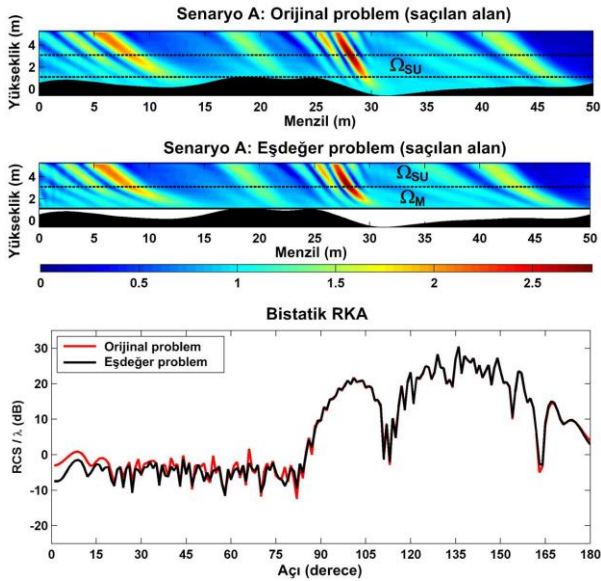 Senaryo A: Orijinal problem (saçılan alan)
Yükseklik (m)
4
2
0
Ω_SU
0 5 10 15 20 25 30 35 40 45 50
Menzil (m)
Senaryo A: Eşdeğer problem (saçılan alan)
Yükseklik (m)
4
2
0
Ω_SU
Ω_M
0 5 10 15 20 25 30 35 40 45 50
Menzil (m)
0 0.5 1 1.5 2 2.5
Bistatik RKA
Orijinal problem
Eşdeğer problem
RCS / λ (dB)
30
20
10
0
-10
-20
0 15 30 45 60 75 90 105 120 135 150 165 180
Açı (derece)